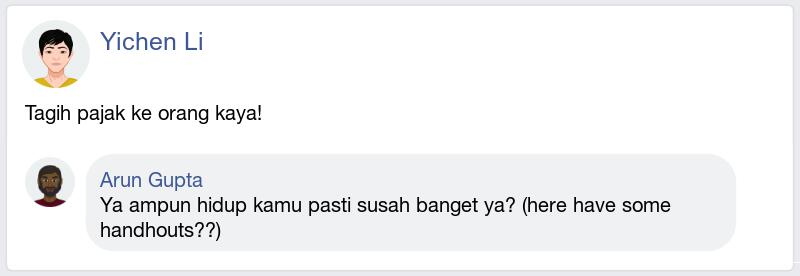 Yichen Li
Tagih pajak ke orang kaya!
Arun Gupta
Ya ampun hidup kamu pasti susah banget ya? (here have some
handouts??)